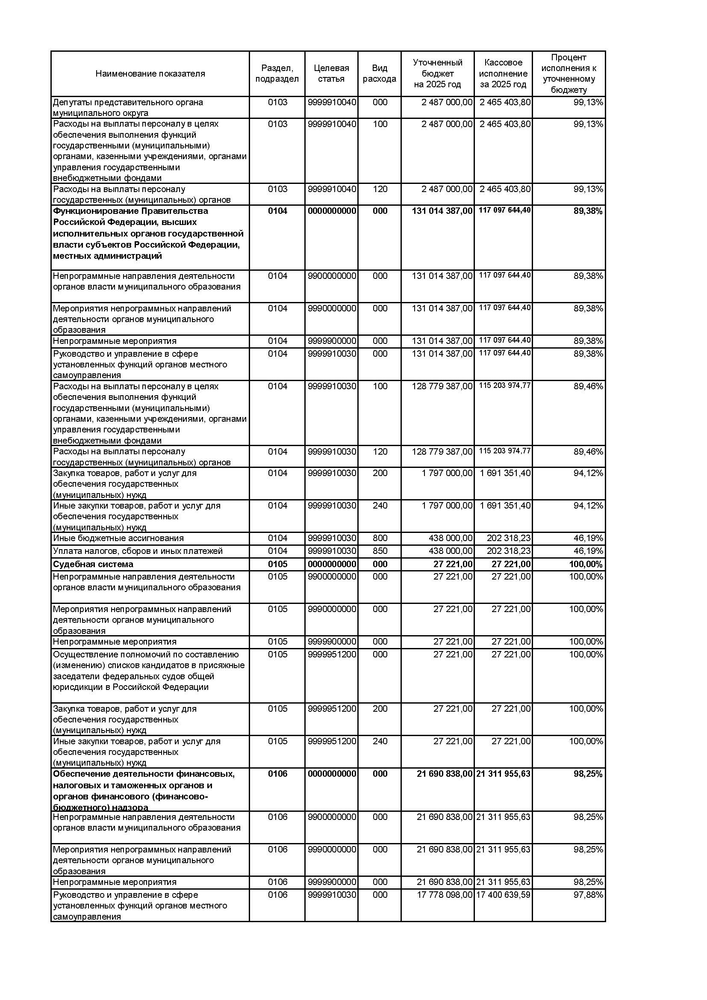 Наименование показателя
Раздел,
подраздел
Целевая
статья
Вид
расхода
Уточненный
бюджет
на 2025 год
Кассовое
исполнение
за 2025 год
Процент
исполнения к
уточненному
бюджету
Депутаты представительного органа 0103 9999910040 000 2 487 000,00 2 465 403,80 99,13%
муниципального округа
Расходы на выплаты персоналу в целях 0103 9999910040 100 2 487 000,00 2 465 403,80 99,13%
обеспечения выполнения функций
государственными (муниципальными)
органами, казенными учреждениями, органами
управления государственными
внебюджетными фондами
Расходы на выплаты персоналу 0103 9999910040 120 2 487 000,00 2 465 403,80 99,13%
государственных (муниципальных) органов
Функционирование Правительства 0104 0000000000 000 131 014 387,00 117 097 644,40 89,38%
Российской Федерации, высших
исполнительных органов государственной
власти субъектов Российской Федерации,
местных администраций
Непрограммные направления деятельности 0104 9900000000 000 131 014 387,00 117 097 644,40 89,38%
органов власти муниципального образования
Мероприятия непрограммных направлений 0104 9990000000 000 131 014 387,00 117 097 644,40 89,38%
деятельности органов муниципального
образования
Непрограммные мероприятия 0104 9999900000 000 131 014 387,00 117 097 644,40 89,38%
Руководство и управление в сфере 0104 9999910030 000 131 014 387,00 117 097 644,40 89,38%
установленных функций органов местного
самоуправления
Расходы на выплаты персоналу в целях 0104 9999910030 100 128 779 387,00 115 203 974,77 89,46%
обеспечения выполнения функций
государственными (муниципальными)
органами, казенными учреждениями, органами
управления государственными
внебюджетными фондами
Расходы на выплаты персоналу 0104 9999910030 120 128 779 387,00 115 203 974,77 89,46%
государственных (муниципальных) органов
Закупка товаров, работ и услуг для 0104 9999910030 200 1 797 000,00 1 691 351,40 94,12%
обеспечения государственных
(муниципальных) нужд
Иные закупки товаров, работ и услуг для 0104 9999910030 240 1 797 000,00 1 691 351,40 94,12%
обеспечения государственных
(муниципальных) нужд
Иные бюджетные ассигнования 0104 9999910030 800 438 000,00 202 318,23 46,19%
Уплата налогов, сборов и иных платежей 0104 9999910030 850 438 000,00 202 318,23 46,19%
Судебная система 0105 0000000000 000 27 221,00 27 221,00 100,00%
Непрограммные направления деятельности 0105 9900000000 000 27 221,00 27 221,00 100,00%
органов власти муниципального образования
Мероприятия непрограммных направлений 0105 9990000000 000 27 221,00 27 221,00 100,00%
деятельности органов муниципального
образования
Непрограммные мероприятия 0105 9999900000 000 27 221,00 27 221,00 100,00%
Осуществление полномочий по составлению 0105 9999951200 000 27 221,00 27 221,00 100,00%
(изменению) списков кандидатов в присяжные
заседатели федеральных судов общей
юрисдикции в Российской Федерации
Закупка товаров, работ и услуг для 0105 9999951200 200 27 221,00 27 221,00 100,00%
обеспечения государственных
(муниципальных) нужд
Иные закупки товаров, работ и услуг для 0105 9999951200 240 27 221,00 27 221,00 100,00%
обеспечения государственных
(муниципальных) нужд
Обеспечение деятельности финансовых, 0106 0000000000 000 21 690 838,00 21 311 955,63 98,25%
налоговых и таможенных органов и
органов финансового (финансово-
бюджетного) надзора
Непрограммные направления деятельности 0106 9900000000 000 21 690 838,00 21 311 955,63 98,25%
органов власти муниципального образования
Мероприятия непрограммных направлений 0106 9990000000 000 21 690 838,00 21 311 955,63 98,25%
деятельности органов муниципального
образования
Непрограммные мероприятия 0106 9999900000 000 21 690 838,00 21 311 955,63 98,25%
Руководство и управление в сфере 0106 9999910030 000 17 778 098,00 17 400 639,59 97,88%
установленных функций органов местного
самоуправления